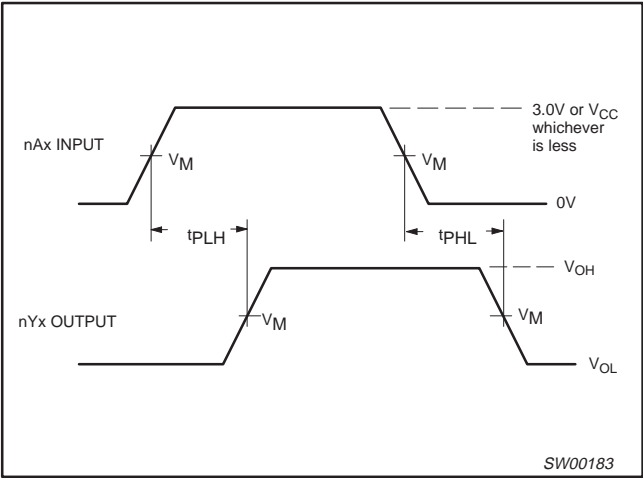 3.0V or VCC
whichever
is less
nAx INPUT
VM
VM
0V
tPLH
tPHL
VOH
nYx OUTPUT
VM
VM
VOL
SW00183